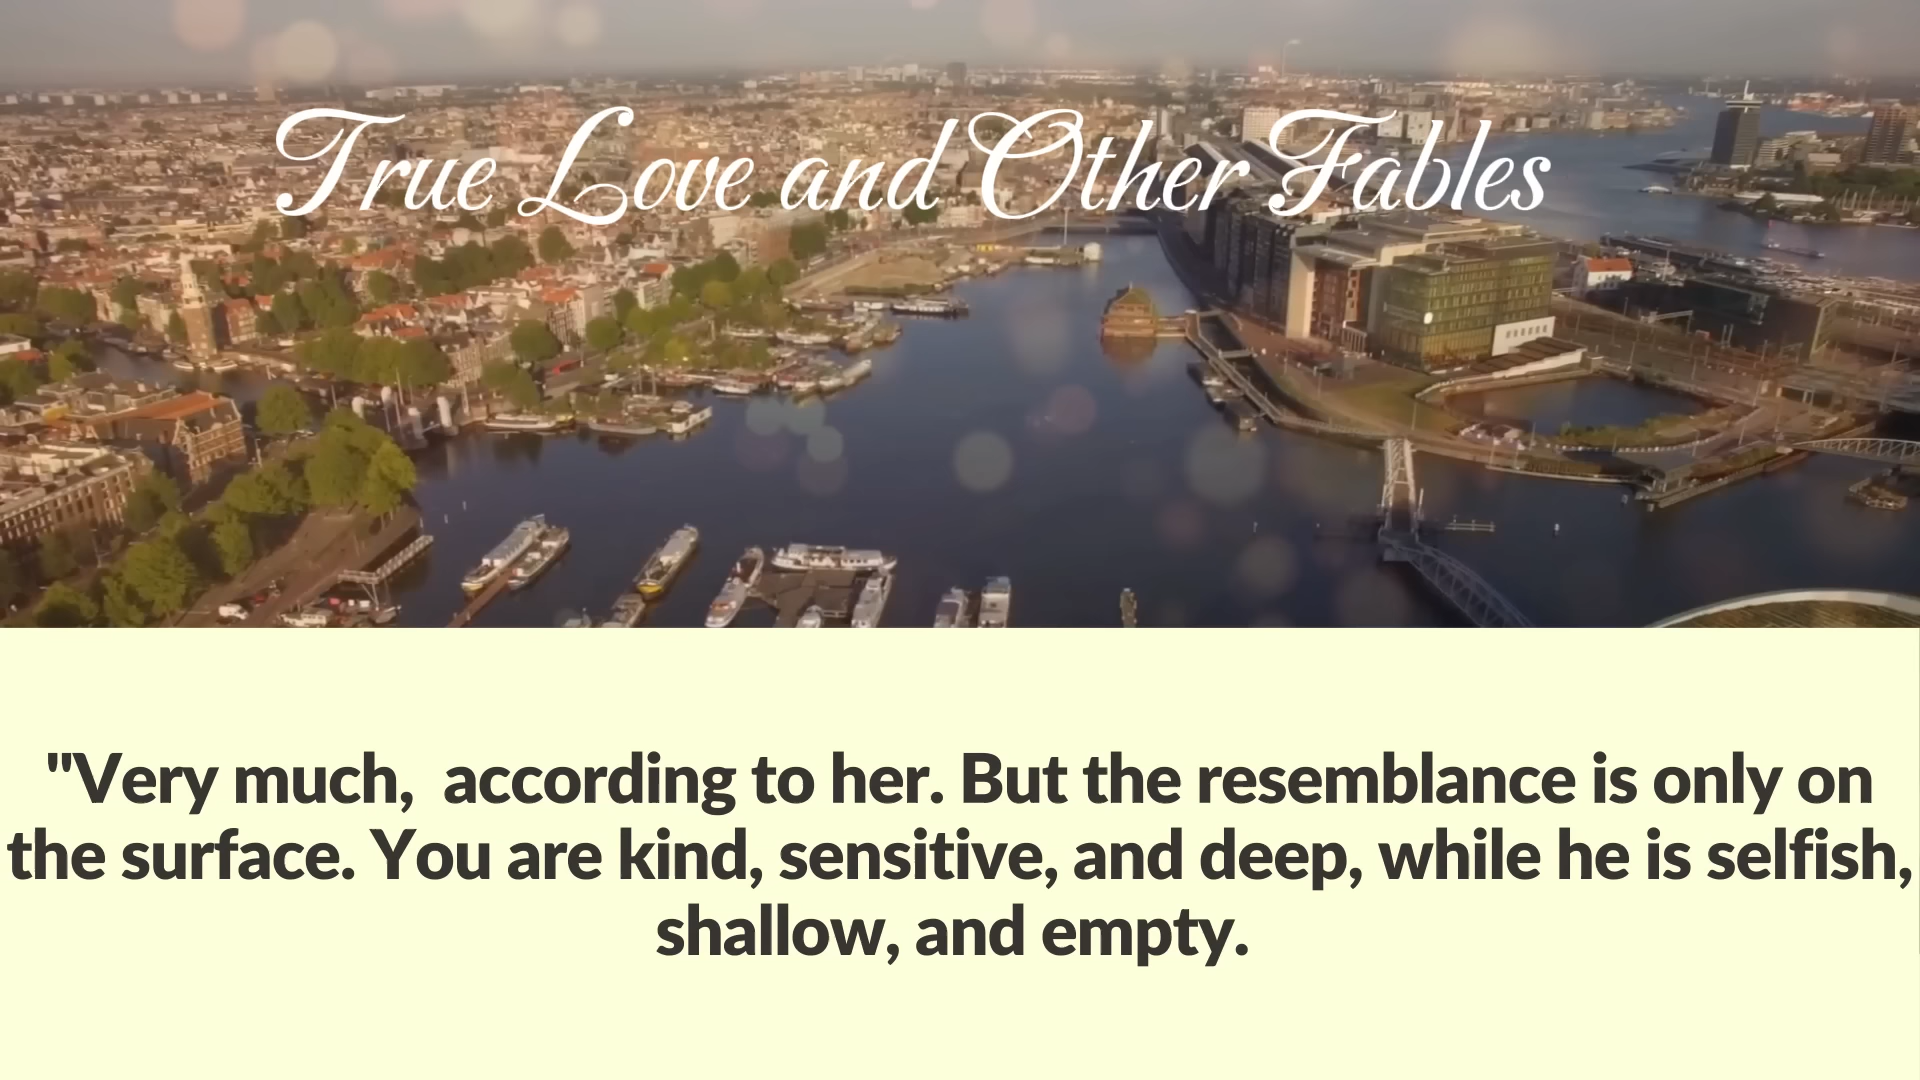 True Love and Other Fables
"Very much,  according to her. But the resemblance is only on
the surface. You are kind, sensitive, and deep, while he is selfish,
shallow, and empty.